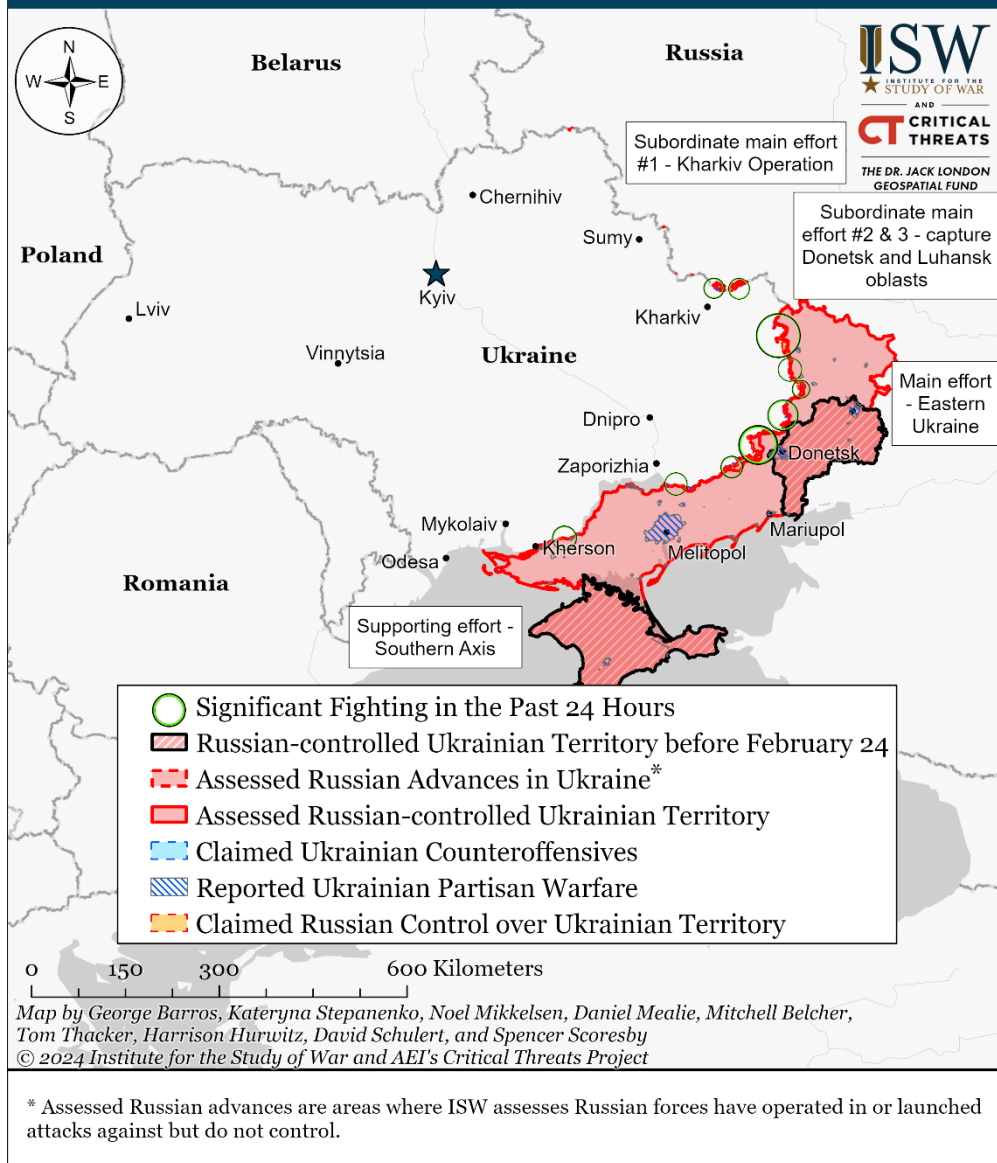 N
W
E
S
Belarus
Russia
ISW
INSTITUTE FOR THE
STUDY OF WAR
AND
CT CRITICAL
THREATS
THE DR. JACK LONDON
GEOSPATIAL FUND
Subordinate main effort
#1 - Kharkiv Operation
Chernihiv
Subordinate main
effort #2 & 3 - capture
Donetsk and Luhansk
oblasts
Sumy
Poland
Kyiv
Lviv
Kharkiv
Vinnytsia
Ukraine
Main effort
- Eastern
Ukraine
Dnipro
Donetsk
Zaporizhia
Mykolaiv
Mariupol
Kherson
Melitopol
Odesa
Romania
Supporting effort -
Southern Axis
Significant Fighting in the Past 24 Hours
Russian-controlled Ukrainian Territory before February 24
Assessed Russian Advances in Ukraine*
Assessed Russian-controlled Ukrainian Territory
Claimed Ukrainian Counteroffensives
Reported Ukrainian Partisan Warfare
Claimed Russian Control over Ukrainian Territory
0 150 300 600 Kilometers
Map by George Barros, Kateryna Stepanenko, Noel Mikkelsen, Daniel Mealie, Mitchell Belcher,
Tom Thacker, Harrison Hurwitz, David Schulert, and Spencer Scoresby
© 2024 Institute for the Study of War and AEI's Critical Threats Project
* Assessed Russian advances are areas where ISW assesses Russian forces have operated in or launched
attacks against but do not control.